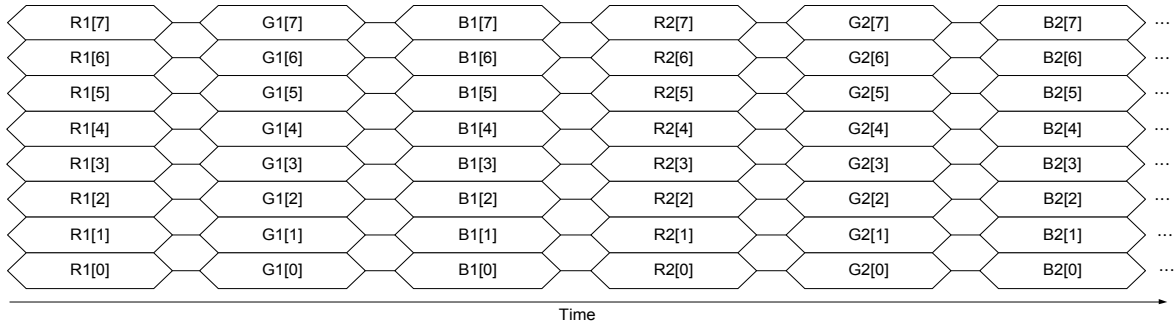 R1[7] G1[7] B1[7] R2[7] G2[7] B2[7] ...
R1[6] G1[6] B1[6] R2[6] G2[6] B2[6] ...
R1[5] G1[5] B1[5] R2[5] G2[5] B2[5] ...
R1[4] G1[4] B1[4] R2[4] G2[4] B2[4] ...
R1[3] G1[3] B1[3] R2[3] G2[3] B2[3] ...
R1[2] G1[2] B1[2] R2[2] G2[2] B2[2] ...
R1[1] G1[1] B1[1] R2[1] G2[1] B2[1] ...
R1[0] G1[0] B1[0] R2[0] G2[0] B2[0] ...
Time